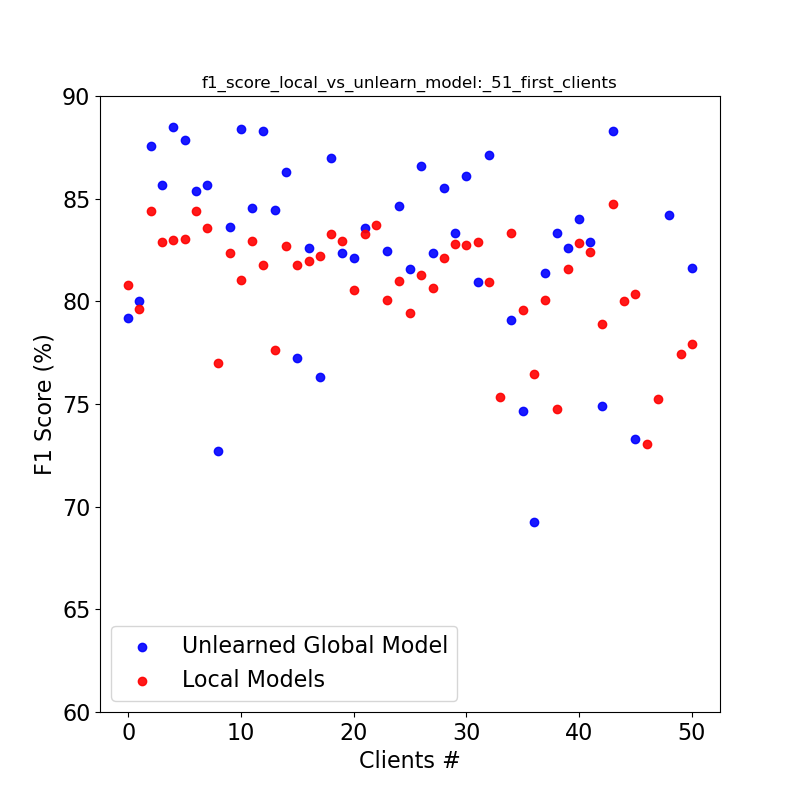 f1_score_local_vs_unlearn_model:_51_first_clients
90
85
80
75
70
65
60
F1 Score (%)
Unlearned Global Model
Local Models
0 10 20 30 40 50
Clients #